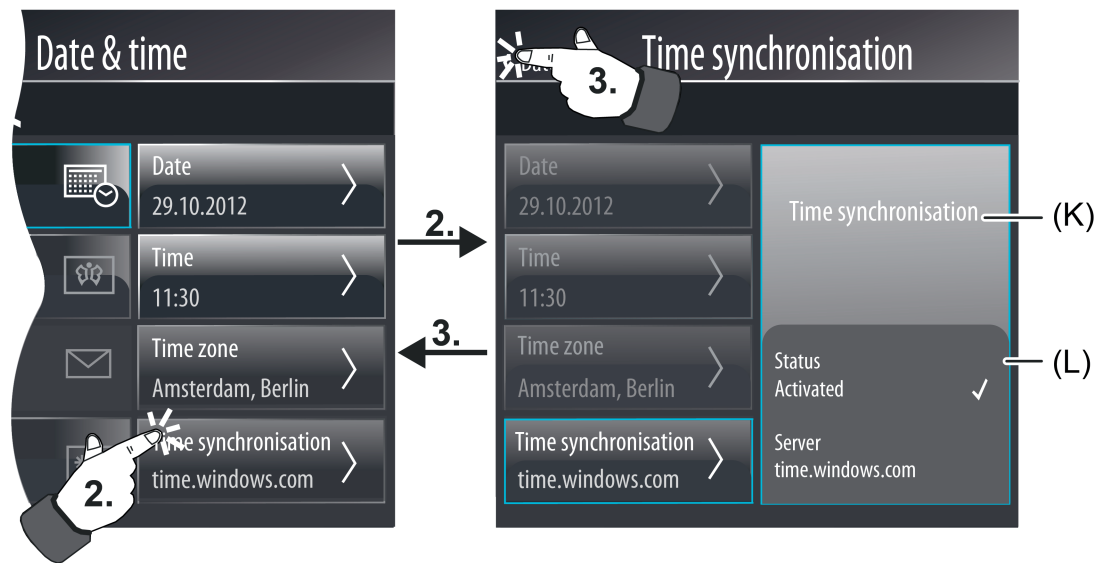 Date & time
Date
29.10.2012
Time
11:30
Time zone
Amsterdam, Berlin
Time synchronisation
time.windows.com
2.
2.
3.
3.
Time synchronisation
Date
29.10.2012
Time
11:30
Time zone
Amsterdam, Berlin
Time synchronisation
time.windows.com
Time synchronisation
(K)
Status
Activated
(L)
Server
time.windows.com